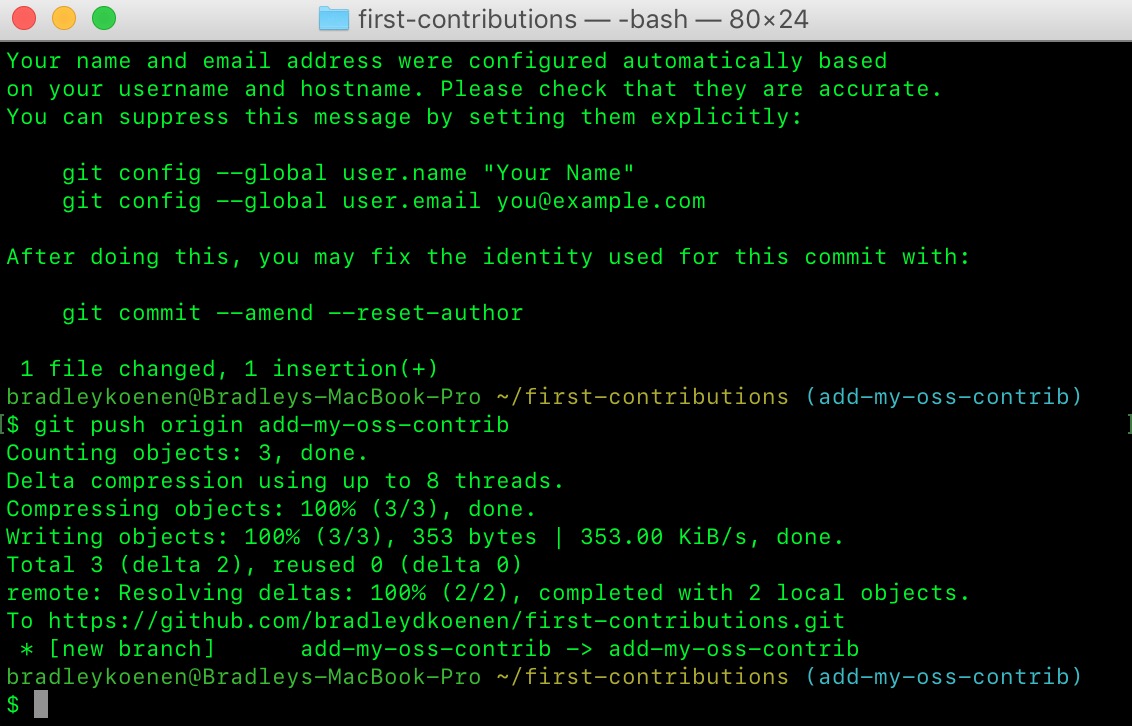 first-contributions — -bash — 80×24
Your name and email address were configured automatically based
on your username and hostname. Please check that they are accurate.
You can suppress this message by setting them explicitly:
    git config --global user.name "Your Name"
    git config --global user.email you@example.com
After doing this, you may fix the identity used for this commit with:
    git commit --amend --reset-author
 1 file changed, 1 insertion(+)
bradleykoenen@Bradleys-MacBook-Pro ~/first-contributions (add-my-oss-contrib)
[$ git push origin add-my-oss-contrib ]
Counting objects: 3, done.
Delta compression using up to 8 threads.
Compressing objects: 100% (3/3), done.
Writing objects: 100% (3/3), 353 bytes | 353.00 KiB/s, done.
Total 3 (delta 2), reused 0 (delta 0)
remote: Resolving deltas: 100% (2/2), completed with 2 local objects.
To https://github.com/bradleydkoenen/first-contributions.git
 * [new branch]      add-my-oss-contrib -> add-my-oss-contrib
bradleykoenen@Bradleys-MacBook-Pro ~/first-contributions (add-my-oss-contrib)
$